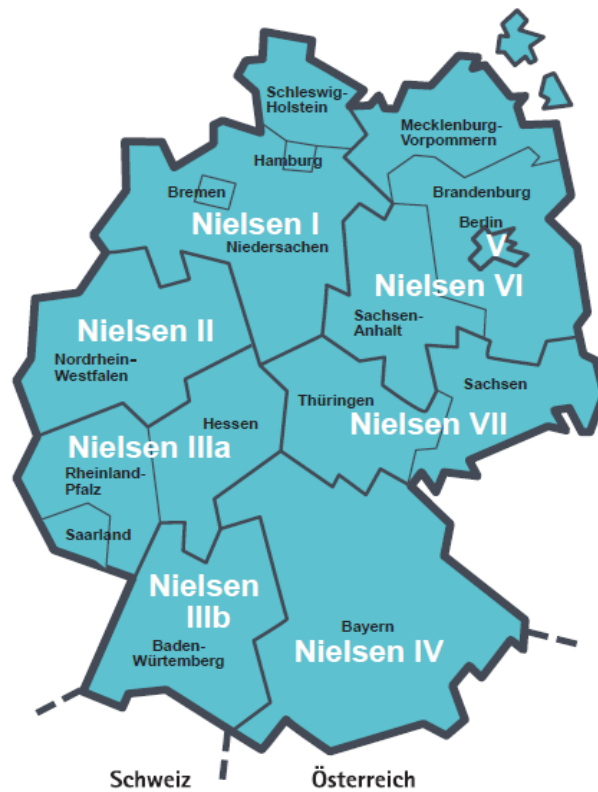 Schleswig-
Holstein
Mecklenburg-
Vorpommern
Hamburg
Bremen
Brandenburg
Berlin
Nielsen I
V
Niedersachen
Nielsen VI
Nielsen II
Sachsen-
Anhalt
Nordrhein-
Westfalen
Sachsen
Thüringen
Hessen
Nielsen VII
Nielsen IIIa
Rheinland-
Pfalz
Saarland
Nielsen
IIIb
Bayern
Baden-
Würtemberg
Nielsen IV
Schweiz
Österreich